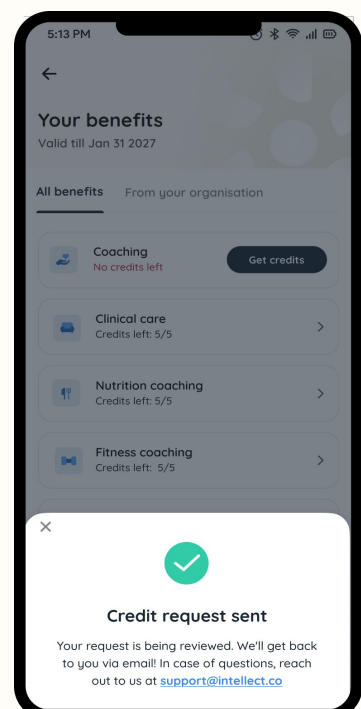 5:13 PM
Your benefits
Valid till Jan 31 2027
All benefits
From your organisation
Coaching
No credits left
Get credits
Clinical care
Credits left: 5/5
Nutrition coaching
Credits left: 5/5
Fitness coaching
Credits left: 5/5
Credit request sent
Your request is being reviewed. We'll get back
to you via email! In case of questions, reach
out to us at support@intellect.co